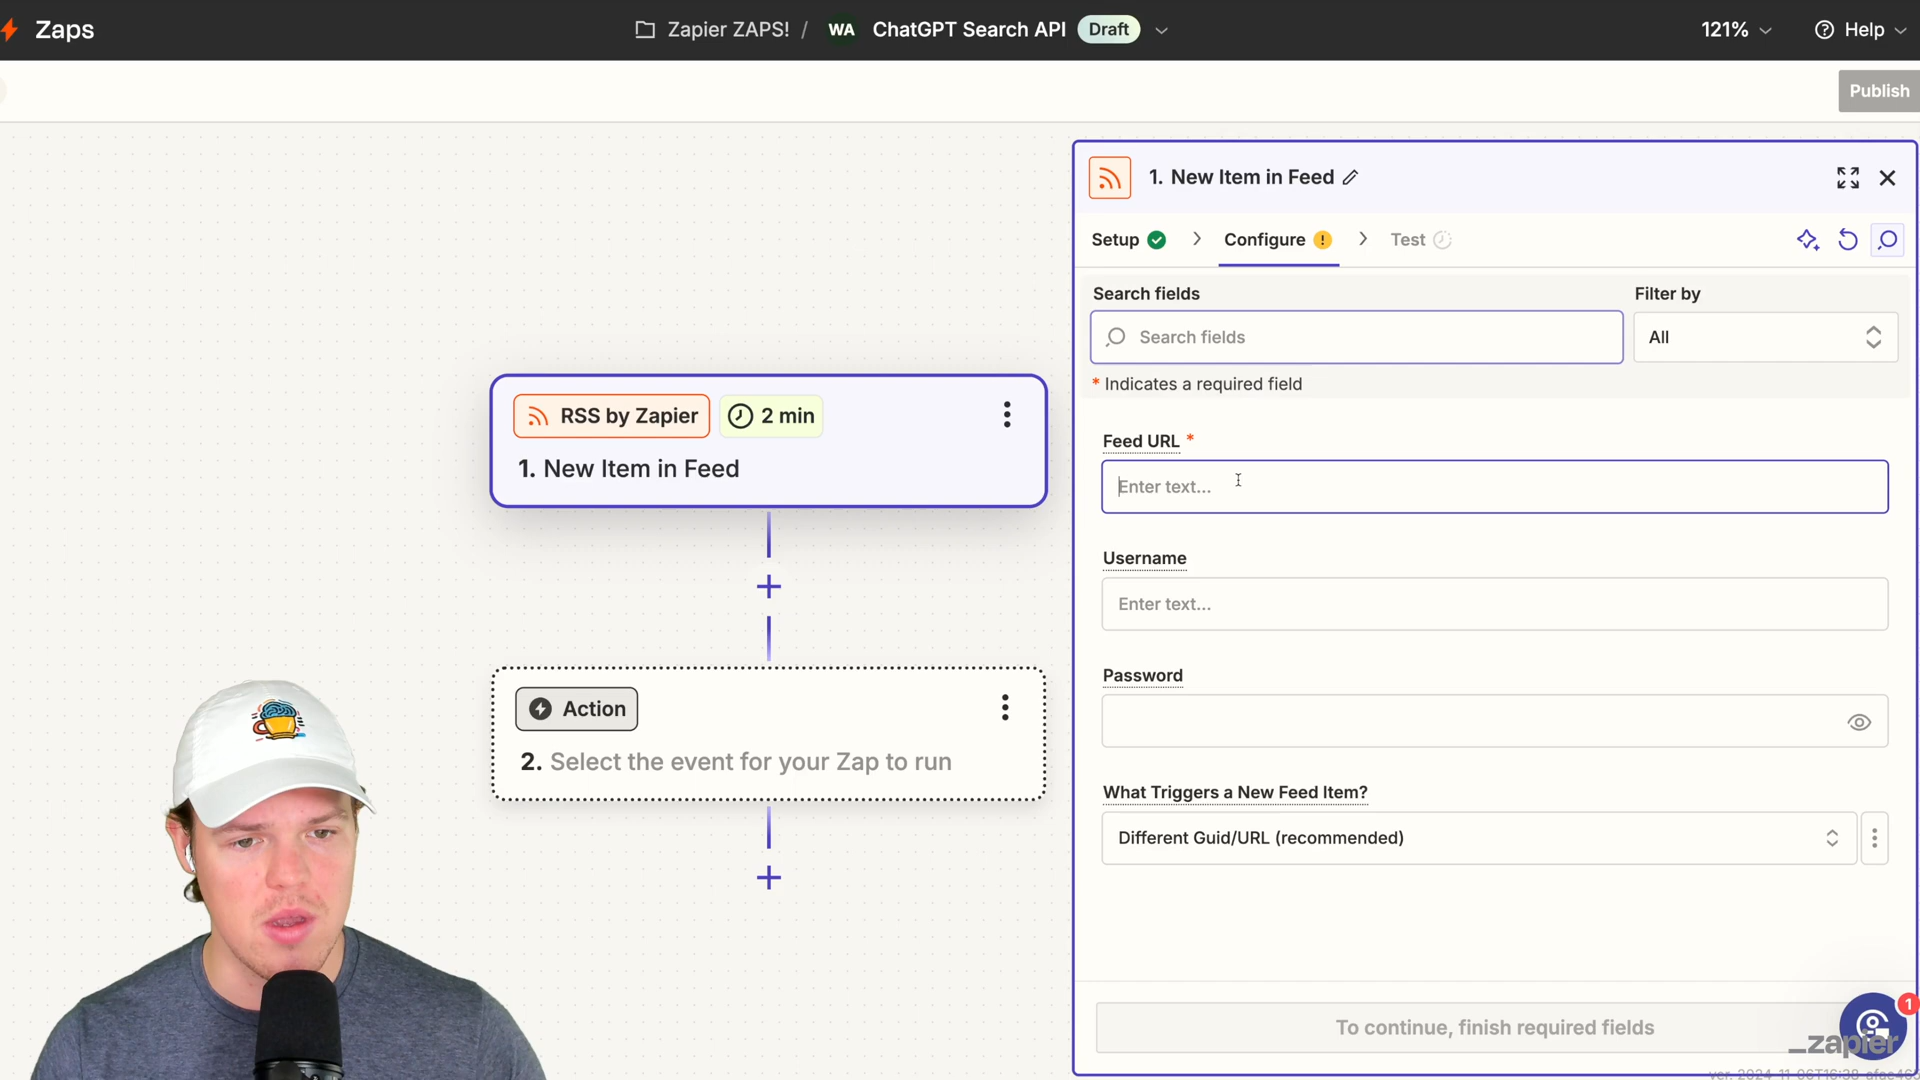 Zaps
Zapier ZAPS! / WA ChatGPT Search API Draft
121%
Help
Publish
1. New Item in Feed
Setup
Configure
Test
Search fields
Filter by
Search fields
All
* Indicates a required field
RSS by Zapier
2 min
1. New Item in Feed
Feed URL *
Enter text...
Username
Enter text...
Password
Action
2. Select the event for your Zap to run
What Triggers a New Feed Item?
Different Guid/URL (recommended)
To continue, finish required fields
1
_zapier